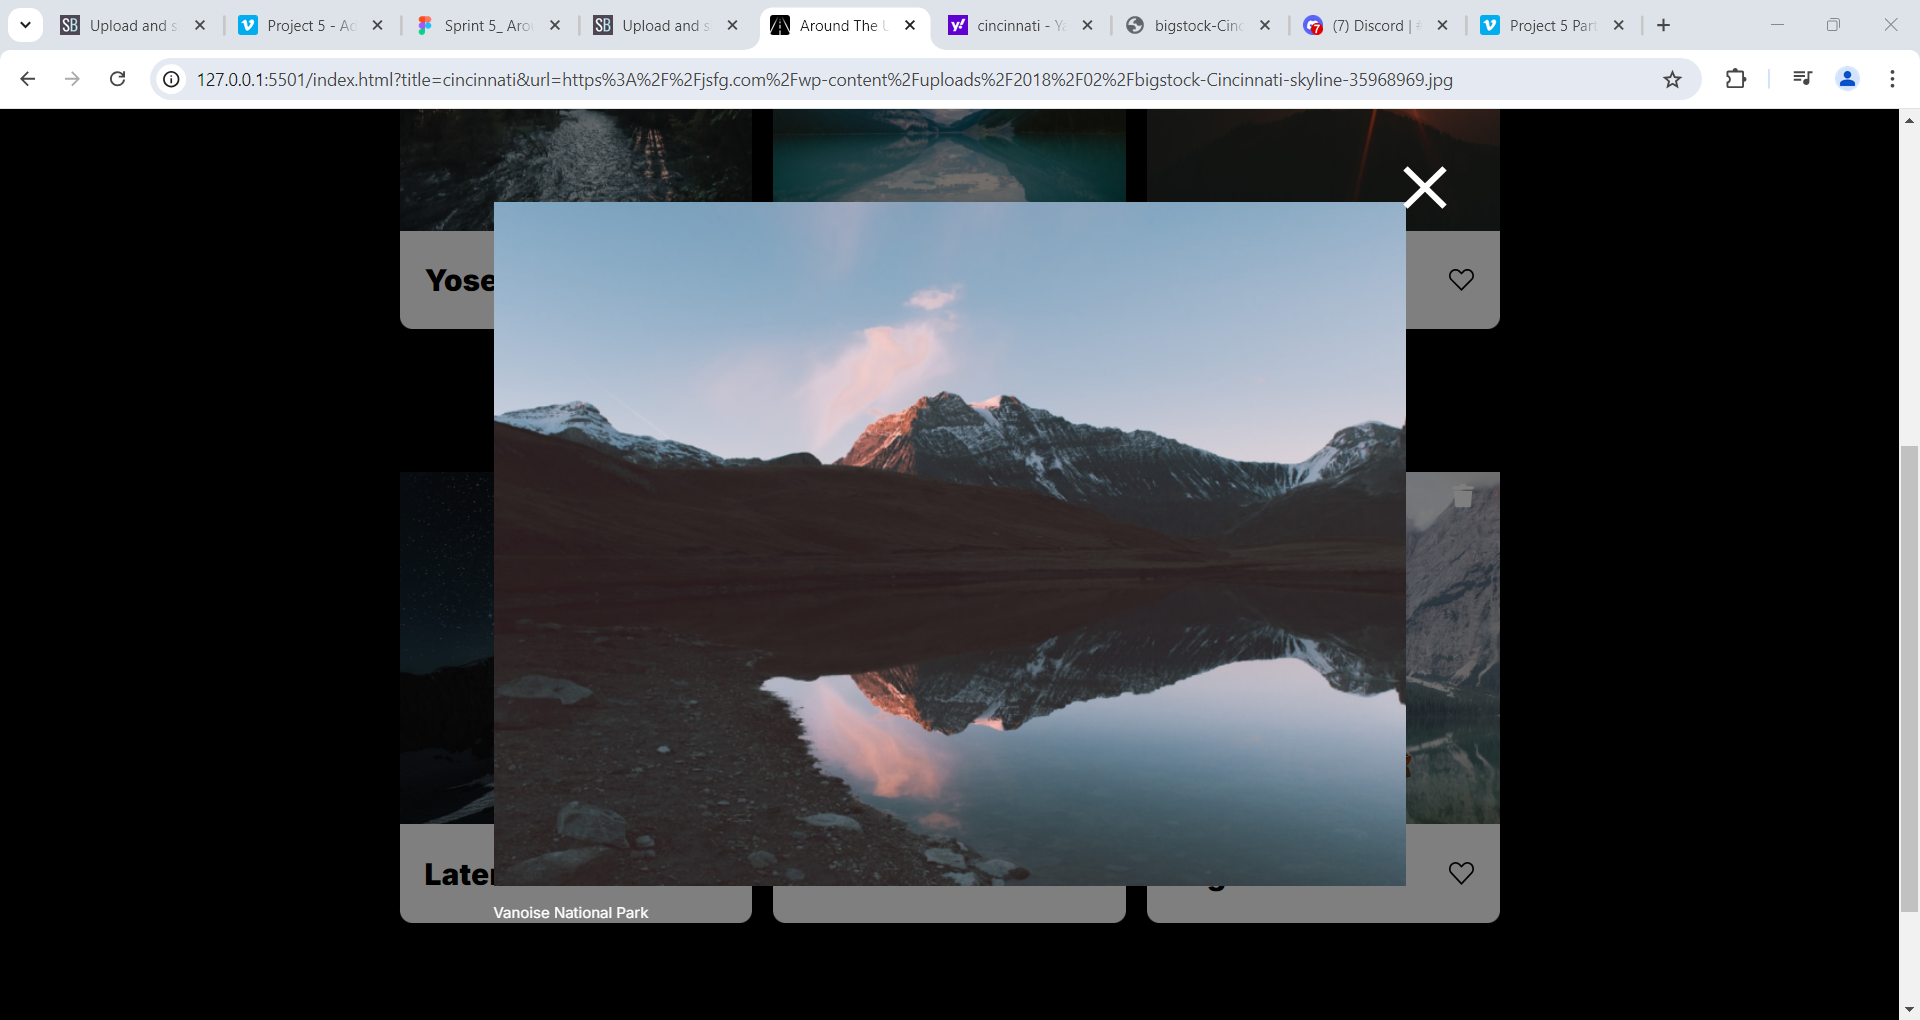 Upload and s
Project 5 - Ac
Sprint 5_ Arou
Upload and s
Around The U
cincinnati - Ya
bigstock-Cinc
(7) Discord | #
Project 5 Part
127.0.0.1:5501/index.html?title=cincinnati&url=https%3A%2F%2Fjsfg.com%2Fwp-content%2Fuploads%2F2018%2F02%2Fbigstock-Cincinnati-skyline-35968969.jpg
Yose
Later
Vanoise National Park